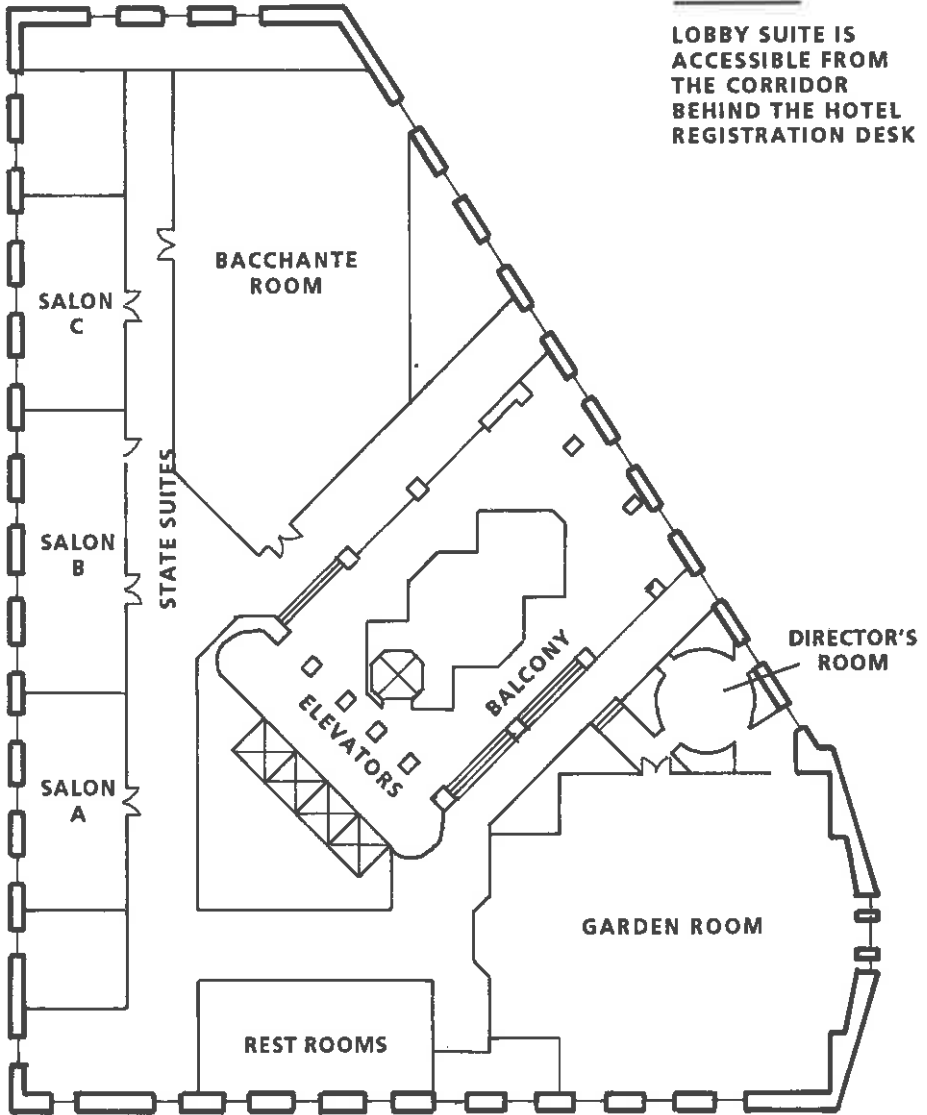 LOBBY SUITE IS
ACCESSIBLE FROM
THE CORRIDOR
BEHIND THE HOTEL
REGISTRATION DESK
BACCHANTE
ROOM
SALON
C
STATE SUITES
SALON
B
BALCONY
DIRECTOR'S
ROOM
ELEVATORS
SALON
A
GARDEN ROOM
REST ROOMS